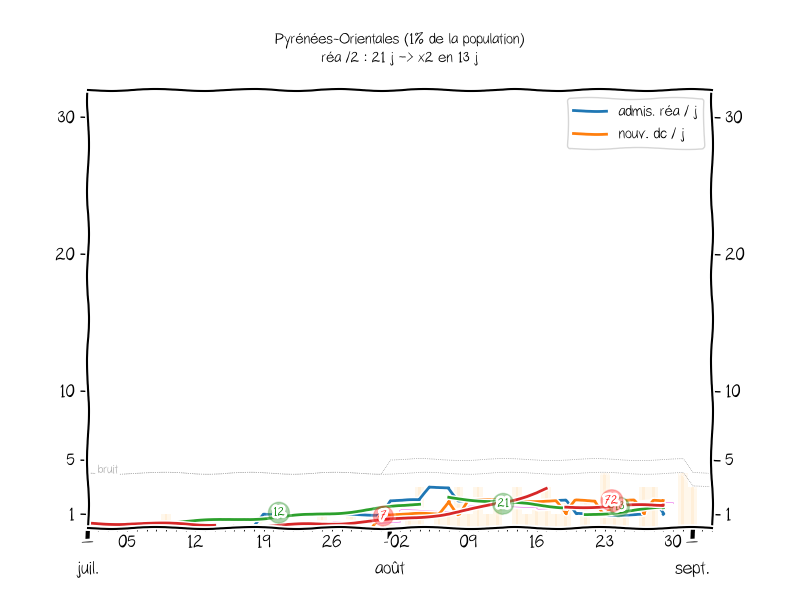 Pyrénées-Orientales (1% de la population)
réa /2 : 21 j -> x2 en 13 j
admis. réa / j
nouv. dc / j
30
30
20
20
10
10
5
5
bruit
1
1
12
7
21
72
05
12
19
26
02
09
16
23
30
juil.
août
sept.